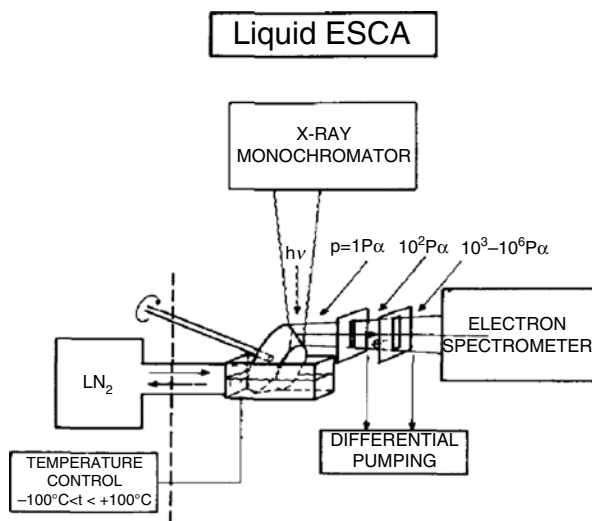 Liquid ESCA
X-RAY
MONOCHROMATOR
hν
p=1Pα
10²Pα
10³–10⁶Pα
ELECTRON
SPECTROMETER
e
LN₂
DIFFERENTIAL
PUMPING
TEMPERATURE
CONTROL
–100°C<t < +100°C